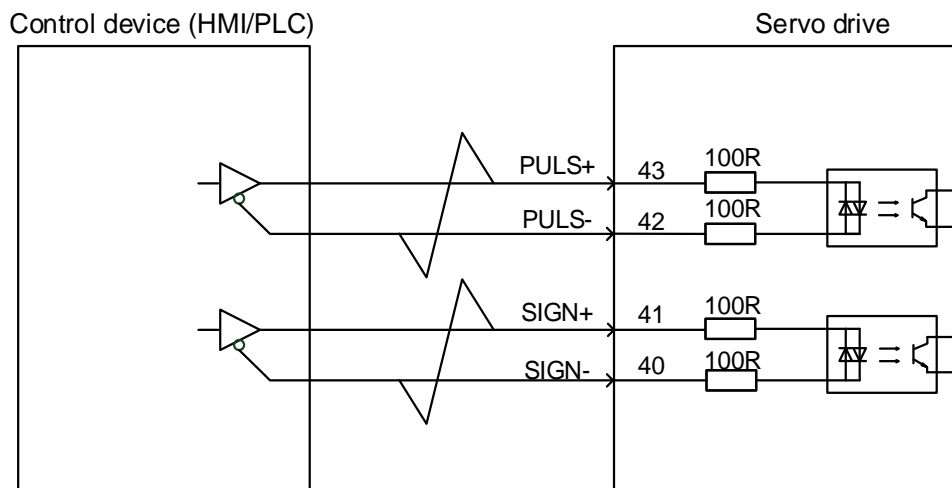 Control device (HMI/PLC)
Servo drive
PULS+ 43 100R
PULS- 42 100R
SIGN+ 41 100R
SIGN- 40 100R